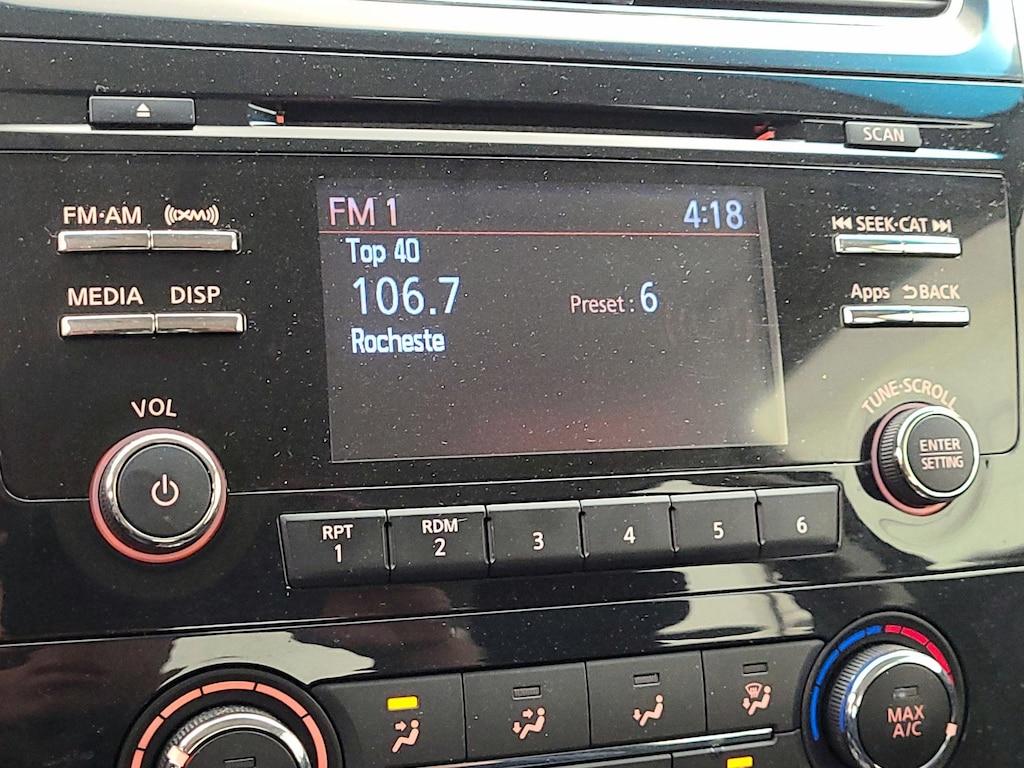 SCAN
FM·AM (((XM)))
MEDIA DISP
VOL
FM 1 4:18
Top 40
106.7
Preset : 6
Rocheste
SEEK·CAT
Apps BACK
TUNE·SCROLL
ENTER
SETTING
RPT
1
RDM
2
3
4
5
6
MAX
A/C